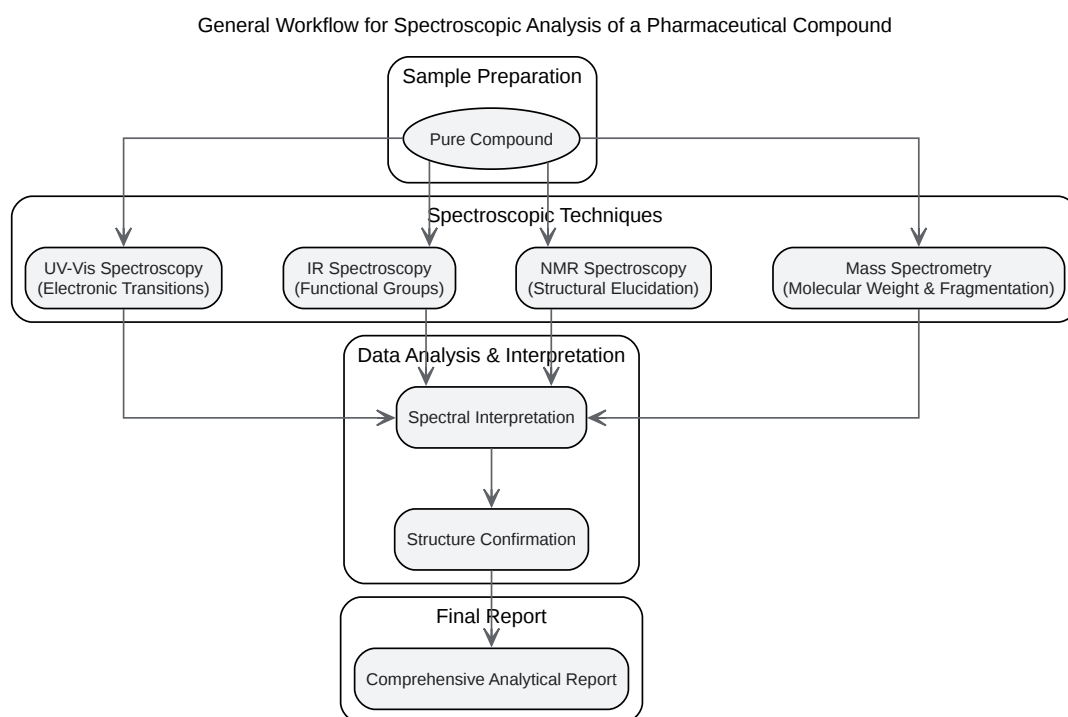 General Workflow for Spectroscopic Analysis of a Pharmaceutical Compound
Sample Preparation
Pure Compound
Spectroscopic Techniques
UV-Vis Spectroscopy
(Electronic Transitions)
IR Spectroscopy
(Functional Groups)
NMR Spectroscopy
(Structural Elucidation)
Mass Spectrometry
(Molecular Weight & Fragmentation)
Data Analysis & Interpretation
Spectral Interpretation
Structure Confirmation
Final Report
Comprehensive Analytical Report